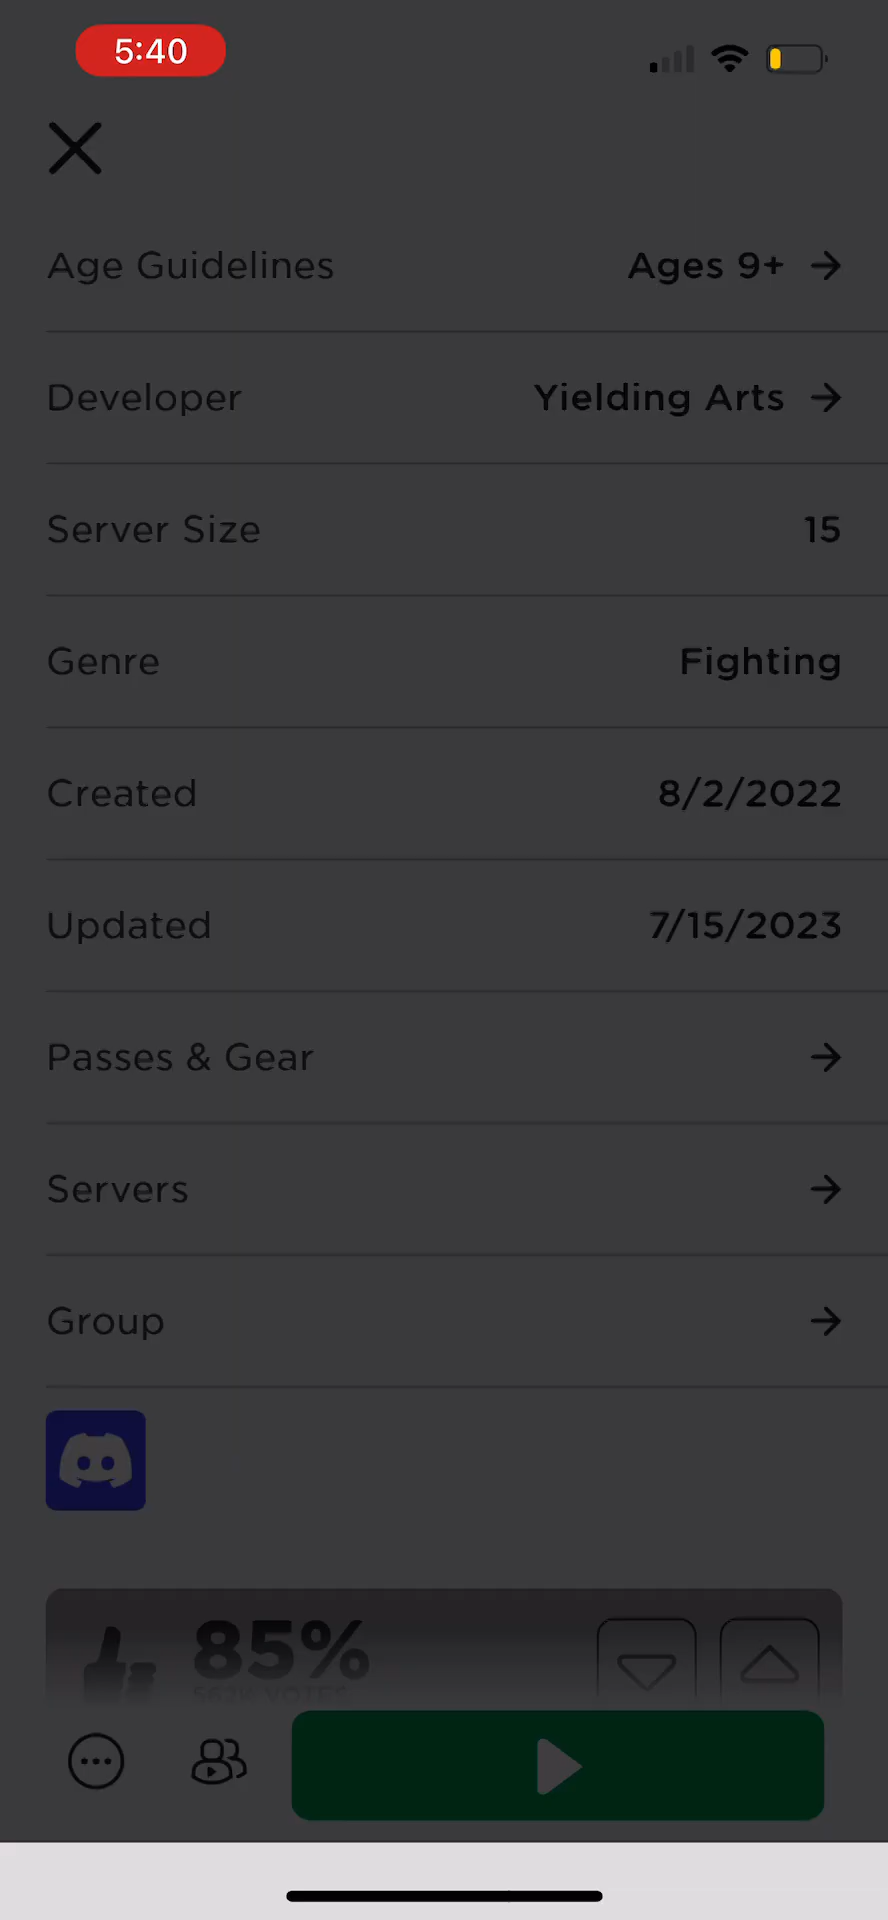 5:40
Age Guidelines Ages 9+
Developer Yielding Arts
Server Size 15
Genre Fighting
Created 8/2/2022
Updated 7/15/2023
Passes & Gear
Servers
Group
85%